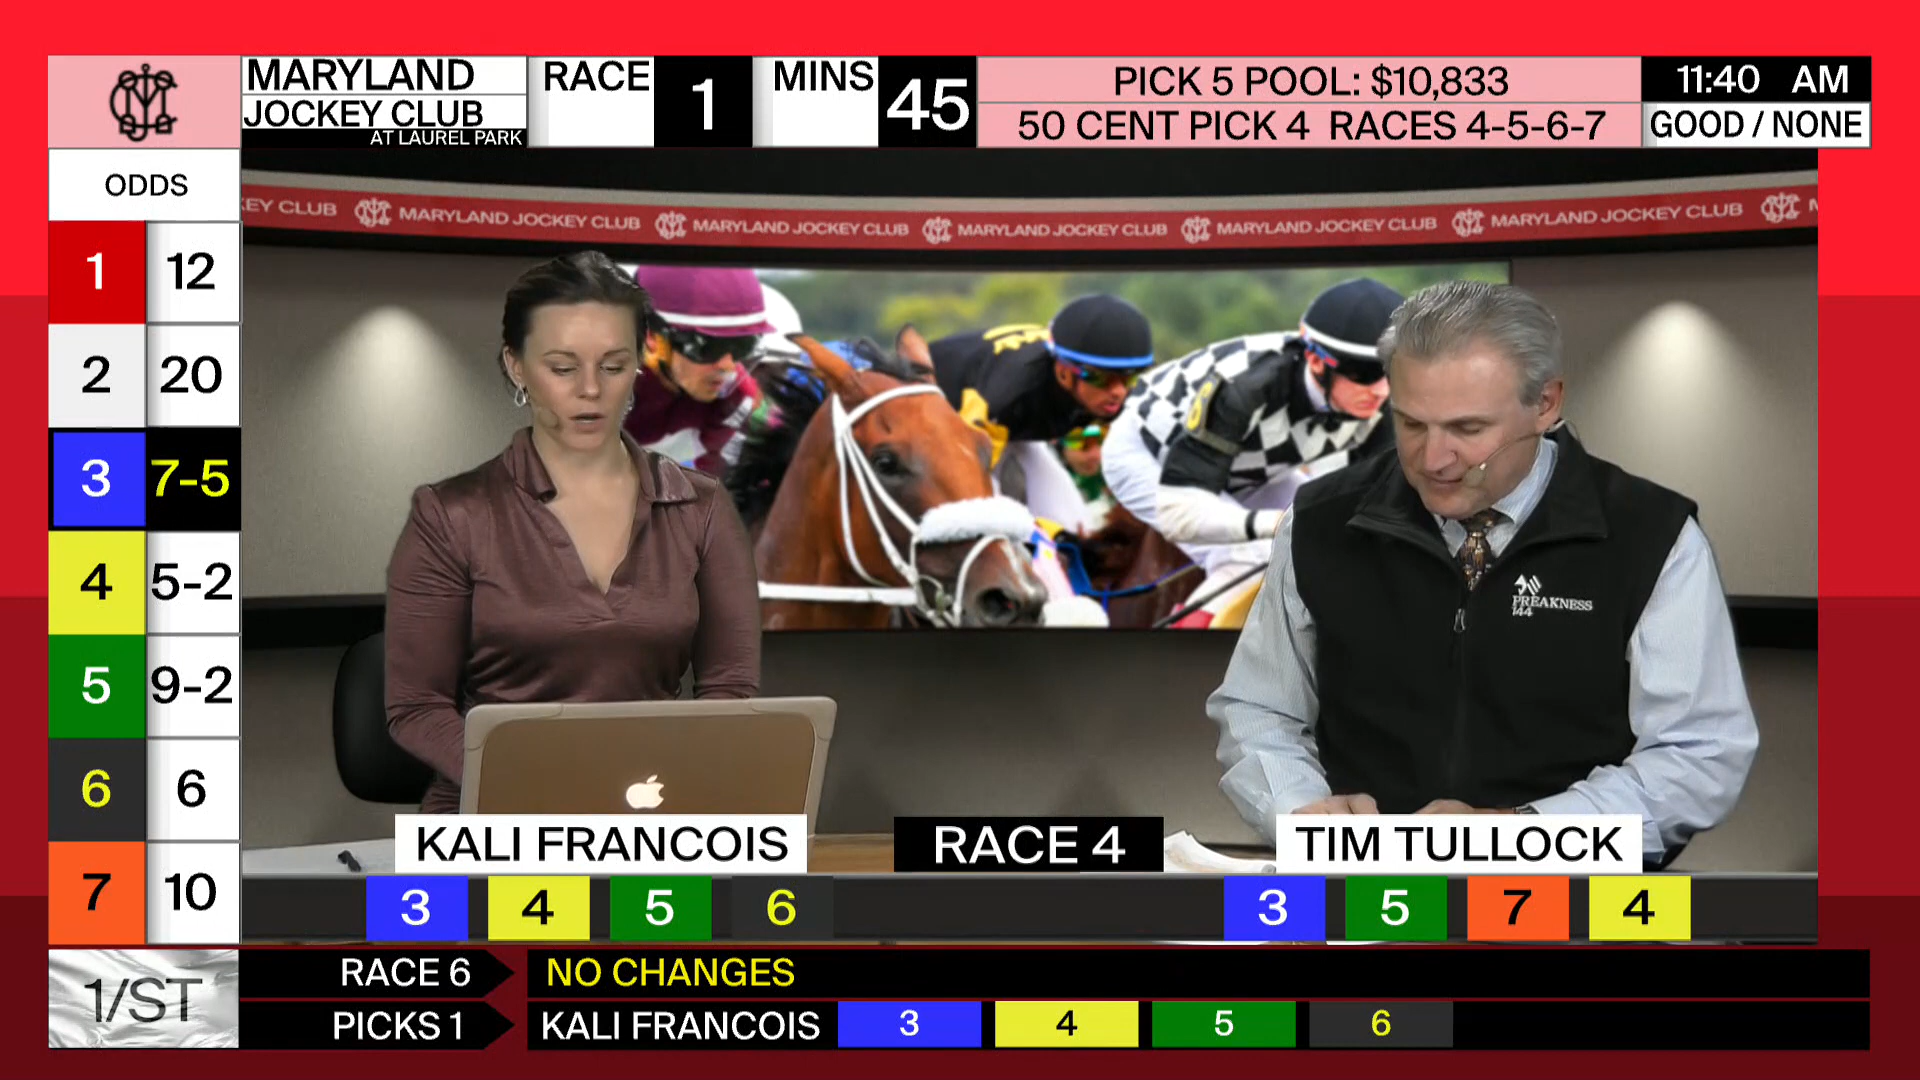 MARYLAND
JOCKEY CLUB
AT LAUREL PARK
RACE 1
MINS 45
PICK 5 POOL: $10,833
50 CENT PICK 4 RACES 4-5-6-7
11:40 AM
GOOD / NONE
ODDS
1 12
2 20
3 7-5
4 5-2
5 9-2
6 6
7 10
EY CLUB MARYLAND JOCKEY CLUB MARYLAND JOCKEY CLUB MARYLAND JOCKEY CLUB MARYLAND JOCKEY CLUB MARYLAND JOCKEY CLUB M
PREAKNESS
144
KALI FRANCOIS
3 4 5 6
RACE 4
TIM TULLOCK
3 5 7 4
1/ST
RACE 6 NO CHANGES
PICKS 1 KALI FRANCOIS 3 4 5 6